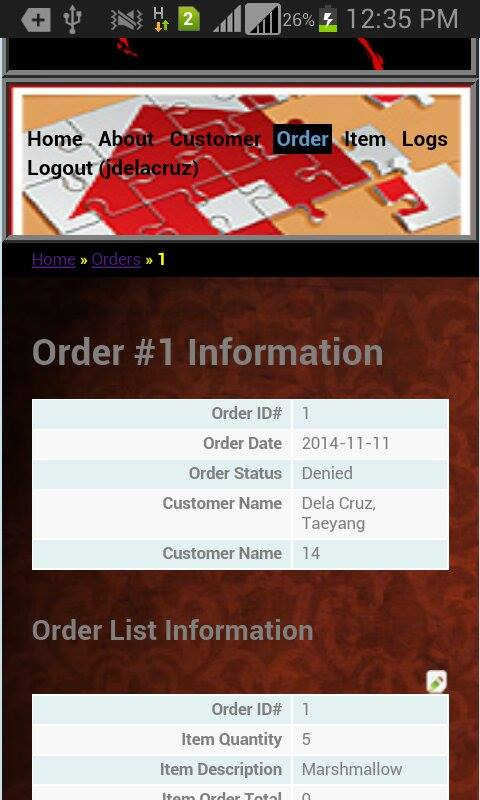 H 2 26% 12:35 PM
Home About Customer Order Item Logs
Logout (jdelacruz)
Home » Orders » 1
Order #1 Information
Order ID# 1
Order Date 2014-11-11
Order Status Denied
Customer Name Dela Cruz,
Taeyang
Customer Name 14
Order List Information
Order ID# 1
Item Quantity 5
Item Description Marshmallow
Item Order Total 0